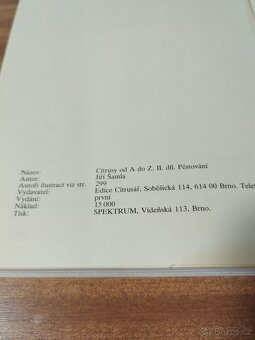 Název: Citrusy od A do Z. II. díl. Pěstování
Autor: Jiří Šamla
Autoři ilustrací viz str. 299
Vydavatel: Edice Citrusář, Soběšická 114, 614 00 Brno. Telef
Vydání: první
Náklad: 15 000
Tisk: SPEKTRUM, Vídeňská 113, Brno.